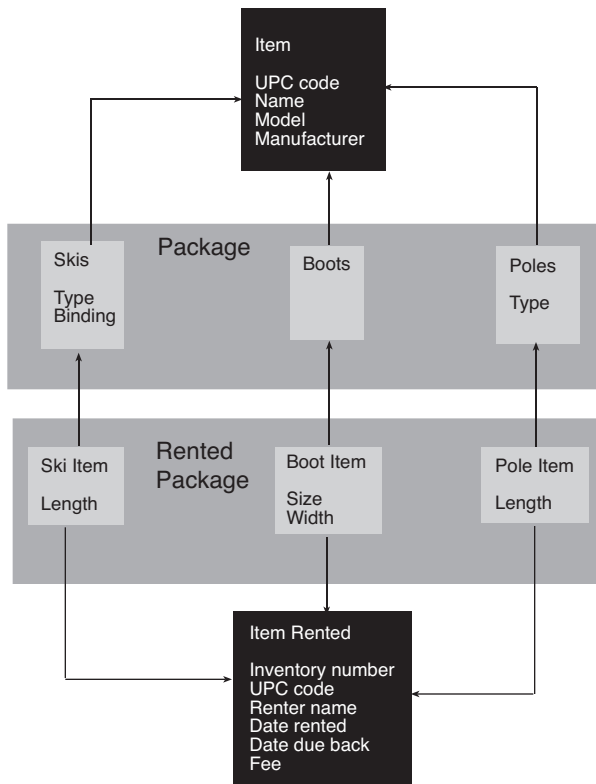 Item
UPC code
Name
Model
Manufacturer
Package
Skis
Type
Binding
Boots
Poles
Type
Rented
Package
Ski Item
Length
Boot Item
Size
Width
Pole Item
Length
Item Rented
Inventory number
UPC code
Renter name
Date rented
Date due back
Fee